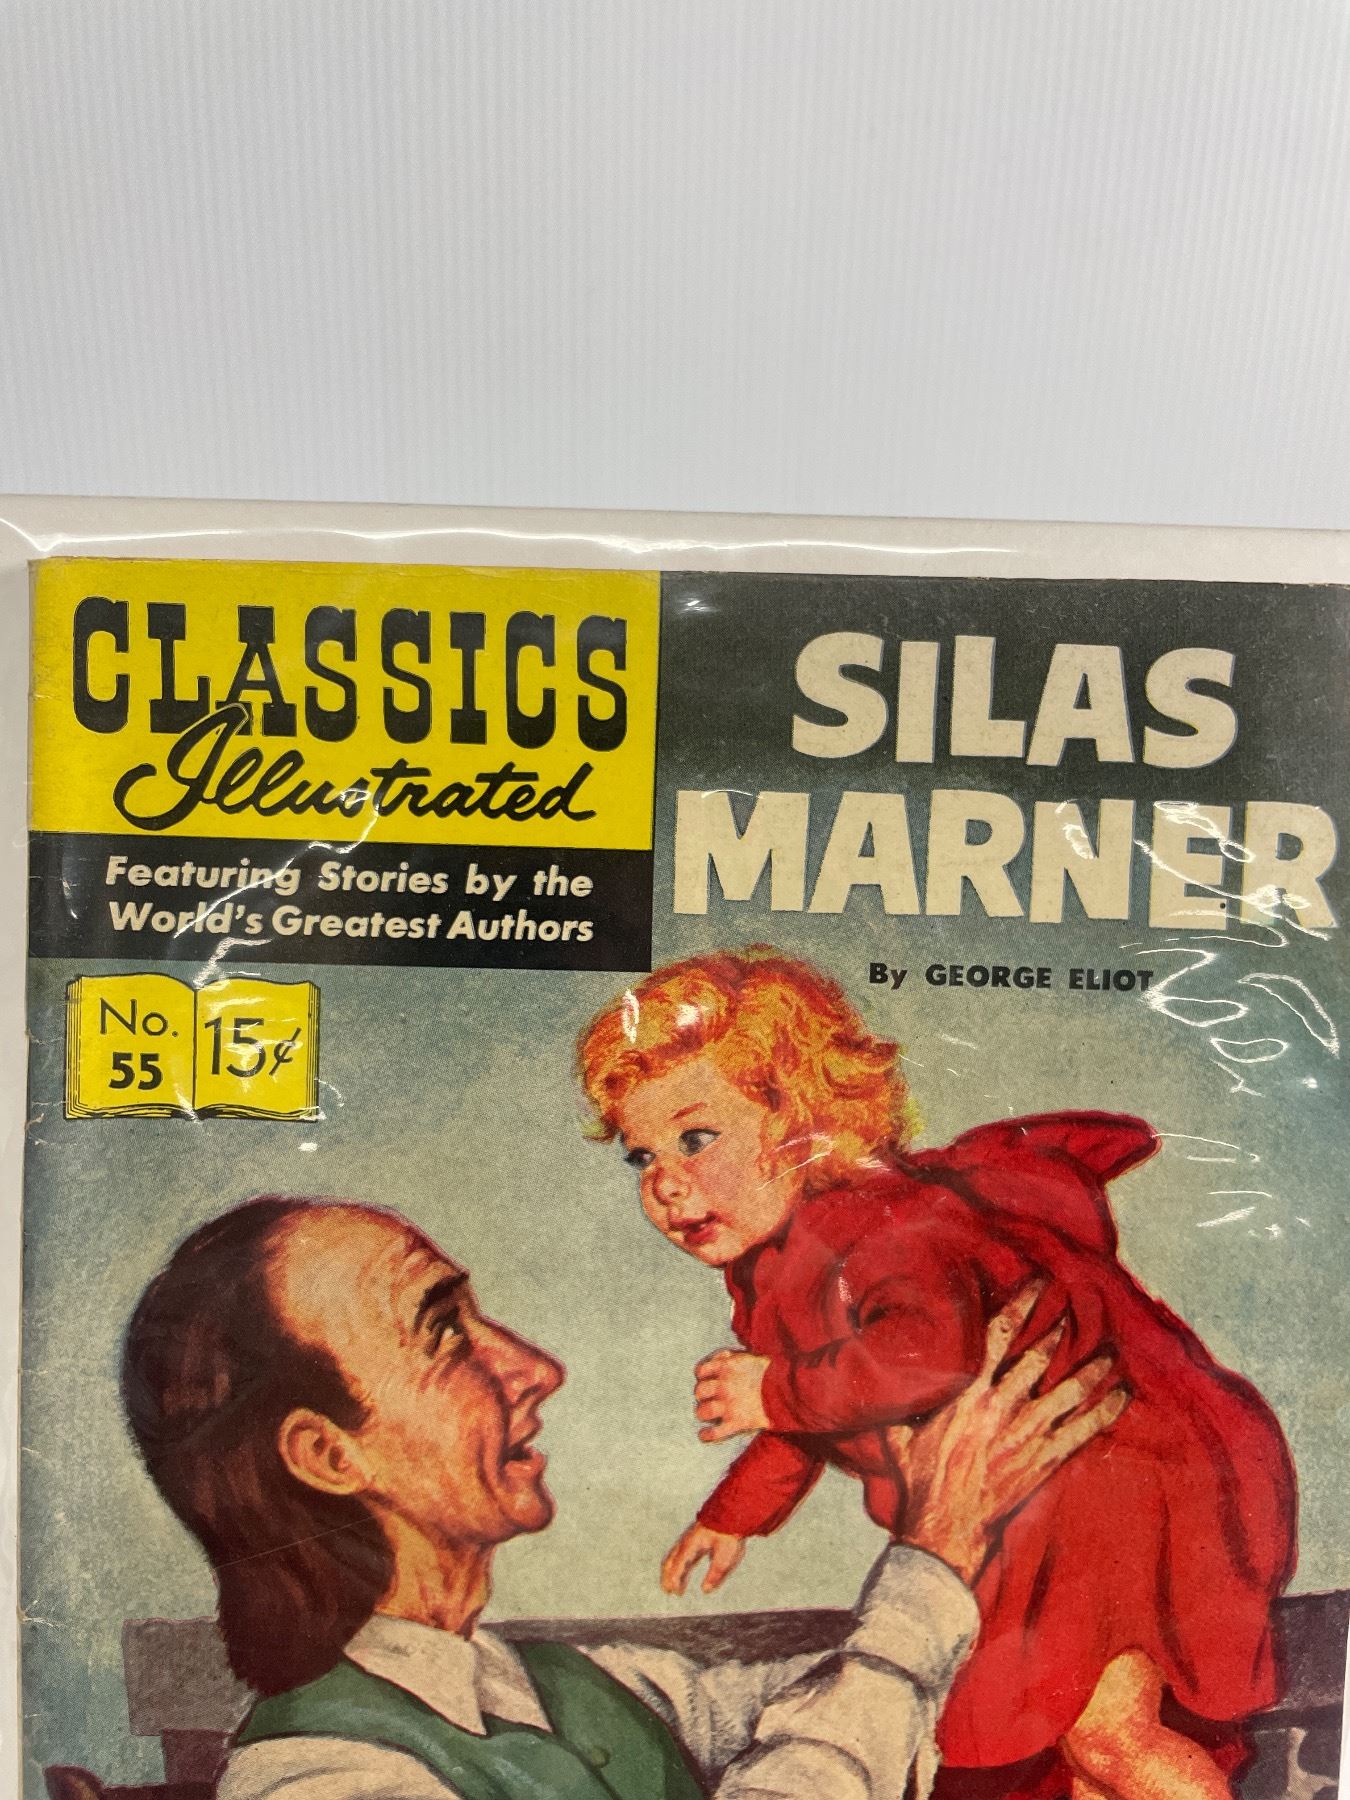 CLASSICS
Illustrated
Featuring Stories by the
World's Greatest Authors
No.
55
15¢
SILAS
MARNER
By GEORGE ELIOT